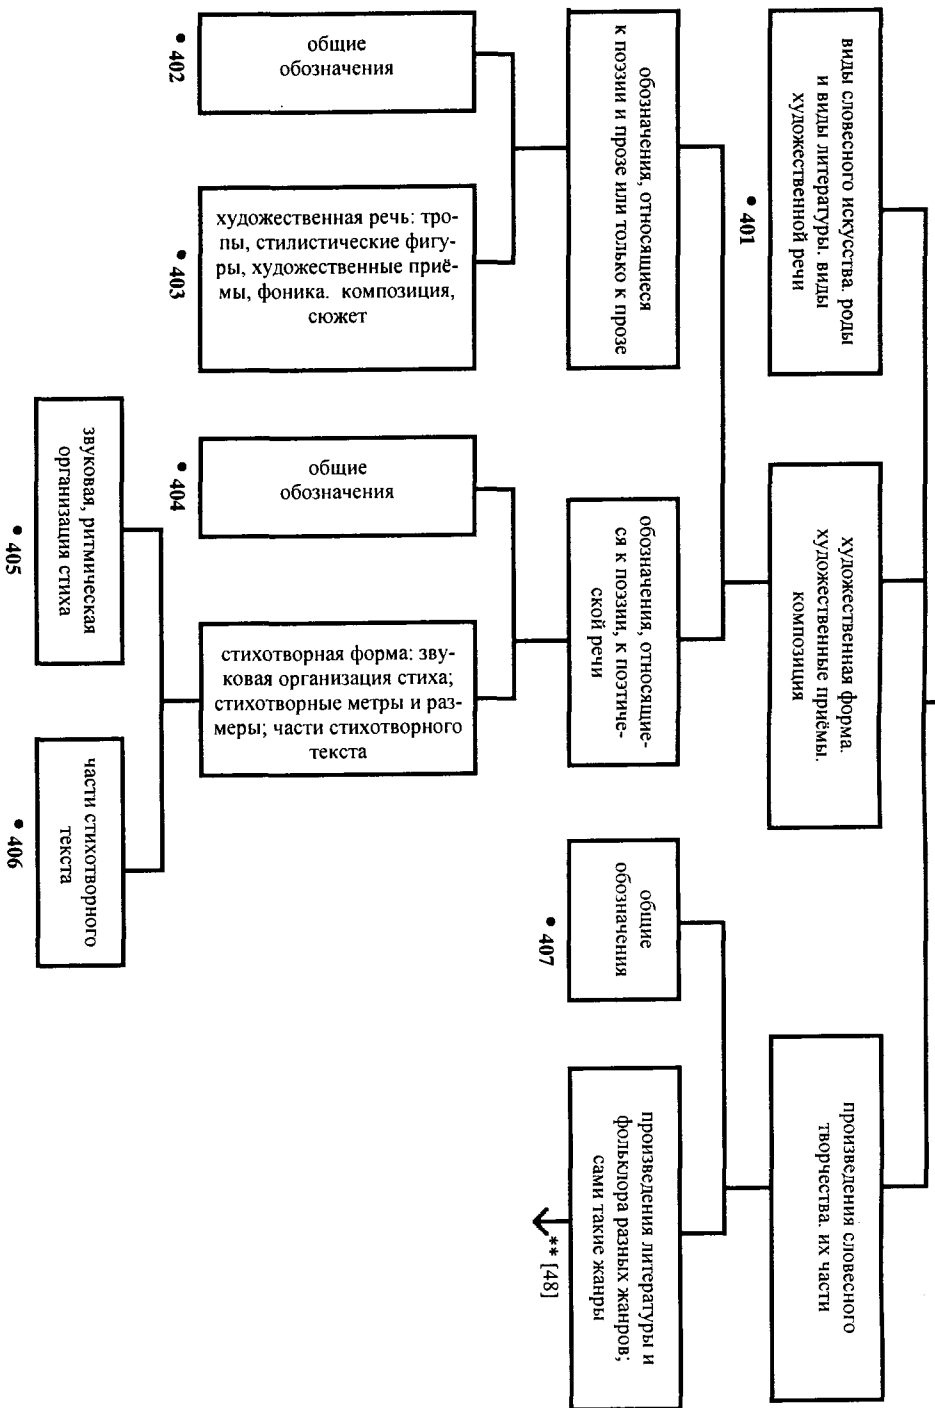 виды словесного искусства. роды
и виды литературы. виды
художественной речи
• 401
художественная форма.
художественные приёмы.
композиция
произведения словесного
творчества. их части
обозначения, относящиеся
к поэзии и прозе или только к прозе
обозначения, относящие-
ся к поэзии, к поэтиче-
ской речи
общие
обозначения
• 407
произведения литературы и
фольклора разных жанров;
сами такие жанры
** [48]
общие
обозначения
• 402
художественная речь: тро-
пы, стилистические фигу-
ры, художественные приё-
мы, фоника. композиция,
сюжет
• 403
общие
обозначения
• 404
стихотворная форма: зву-
ковая организация стиха;
стихотворные метры и раз-
меры; части стихотворного
текста
звуковая, ритмическая
организация стиха
• 405
части стихотворного
текста
• 406